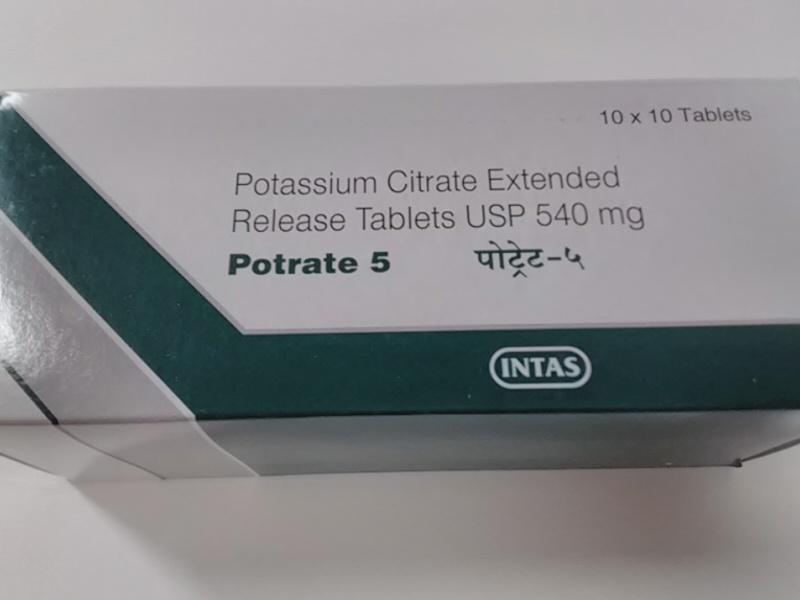 10 x 10 Tablets
Potassium Citrate Extended
Release Tablets USP 540 mg
Potrate 5 पोट्रेट-५
INTAS